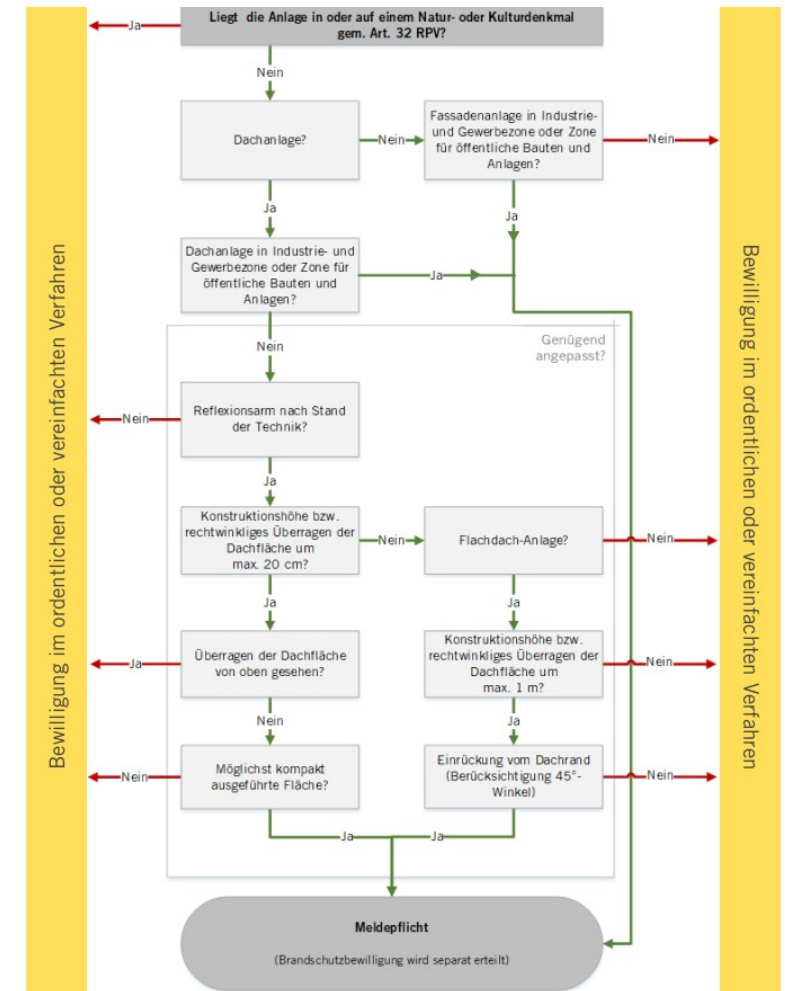 Liegt die Anlage in oder auf einem Natur- oder Kulturdenkmal
gem. Art. 32 RPV?
Ja
Nein
Dachanlage?
Nein
Fassadenanlage in Industrie-
und Gewerbezone oder Zone
für öffentliche Bauten und
Anlagen?
Nein
Ja
Ja
Dachanlage in Industrie- und
Gewerbezone oder Zone für
öffentliche Bauten und
Anlagen?
Ja
Nein
Genügend
angepasst?
Reflexionsarm nach Stand
der Technik?
Nein
Ja
Konstruktionshöhe bzw.
rechtwinkliges Überragen der
Dachfläche um
max. 20 cm?
Nein
Flachdach-Anlage?
Nein
Ja
Ja
Überragen der Dachfläche
von oben gesehen?
Ja
Konstruktionshöhe bzw.
rechtwinkliges Überragen der
Dachfläche um
max. 1 m?
Nein
Nein
Ja
Möglichst kompakt
ausgeführte Fläche?
Nein
Einrückung vom Dachrand
(Berücksichtigung 45°-
Winkel)
Nein
Ja
Ja
Meldepflicht
(Brandschutzbewilligung wird separat erteilt)
Bewilligung im ordentlichen oder vereinfachten Verfahren
Bewilligung im ordentlichen oder vereinfachten Verfahren